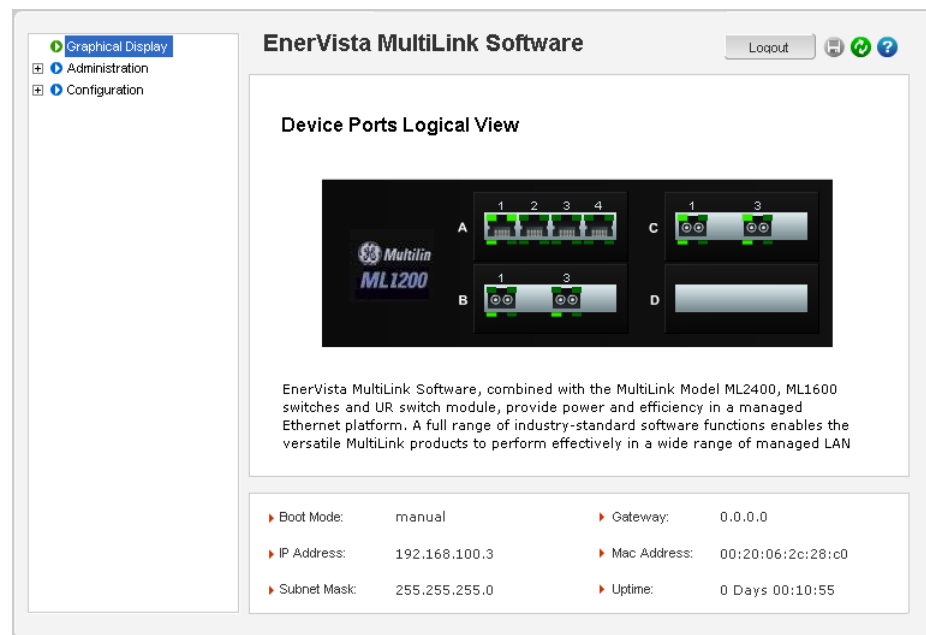 Graphical Display
Administration
Configuration
EnerVista MultiLink Software
Logout
Device Ports Logical View
1 2 3 4
A
1 3
C
Multilin
ML1200
1 3
B
D
EnerVista MultiLink Software, combined with the MultiLink Model ML2400, ML1600
switches and UR switch module, provide power and efficiency in a managed
Ethernet platform. A full range of industry-standard software functions enables the
versatile MultiLink products to perform effectively in a wide range of managed LAN
Boot Mode: manual
Gateway: 0.0.0.0
IP Address: 192.168.100.3
Mac Address: 00:20:06:2c:28:c0
Subnet Mask: 255.255.255.0
Uptime: 0 Days 00:10:55